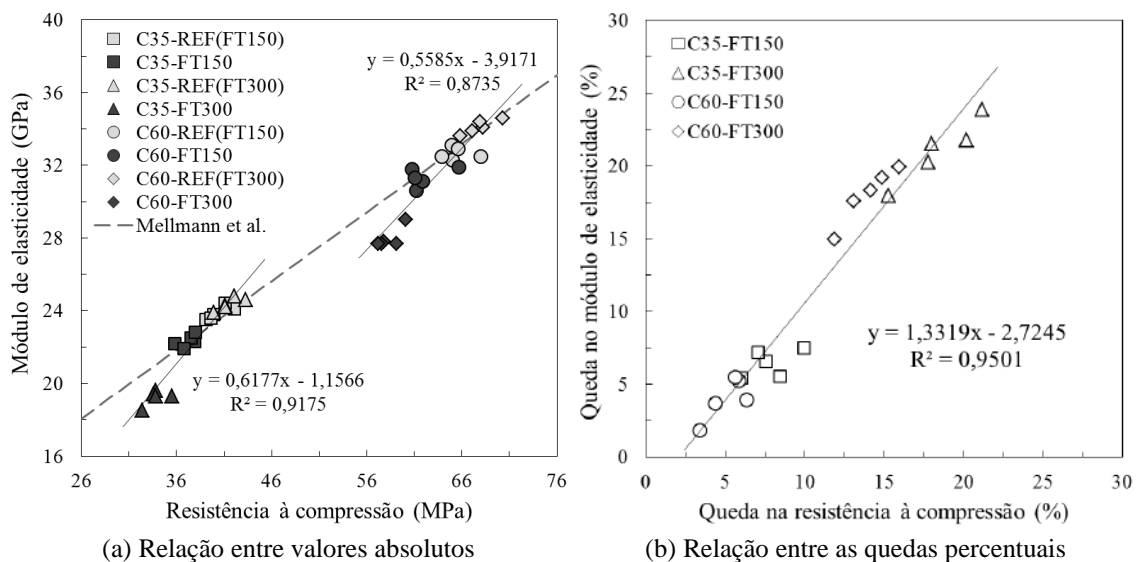 40
36
32
28
24
20
16
Módulo de elasticidade (GPa)
C35-REF(FT150)
C35-FT150
C35-REF(FT300)
C35-FT300
C60-REF(FT150)
C60-FT150
C60-REF(FT300)
C60-FT300
Mellmann et al.
y = 0,5585x - 3,9171
R² = 0,8735
y = 0,6177x - 1,1566
R² = 0,9175
26 36 46 56 66 76
Resistência à compressão (MPa)
(a) Relação entre valores absolutos
30
25
20
15
10
5
0
Queda no módulo de elasticidade (%)
C35-FT150
C35-FT300
C60-FT150
C60-FT300
y = 1,3319x - 2,7245
R² = 0,9501
0 5 10 15 20 25 30
Queda na resistência à compressão (%)
(b) Relação entre as quedas percentuais